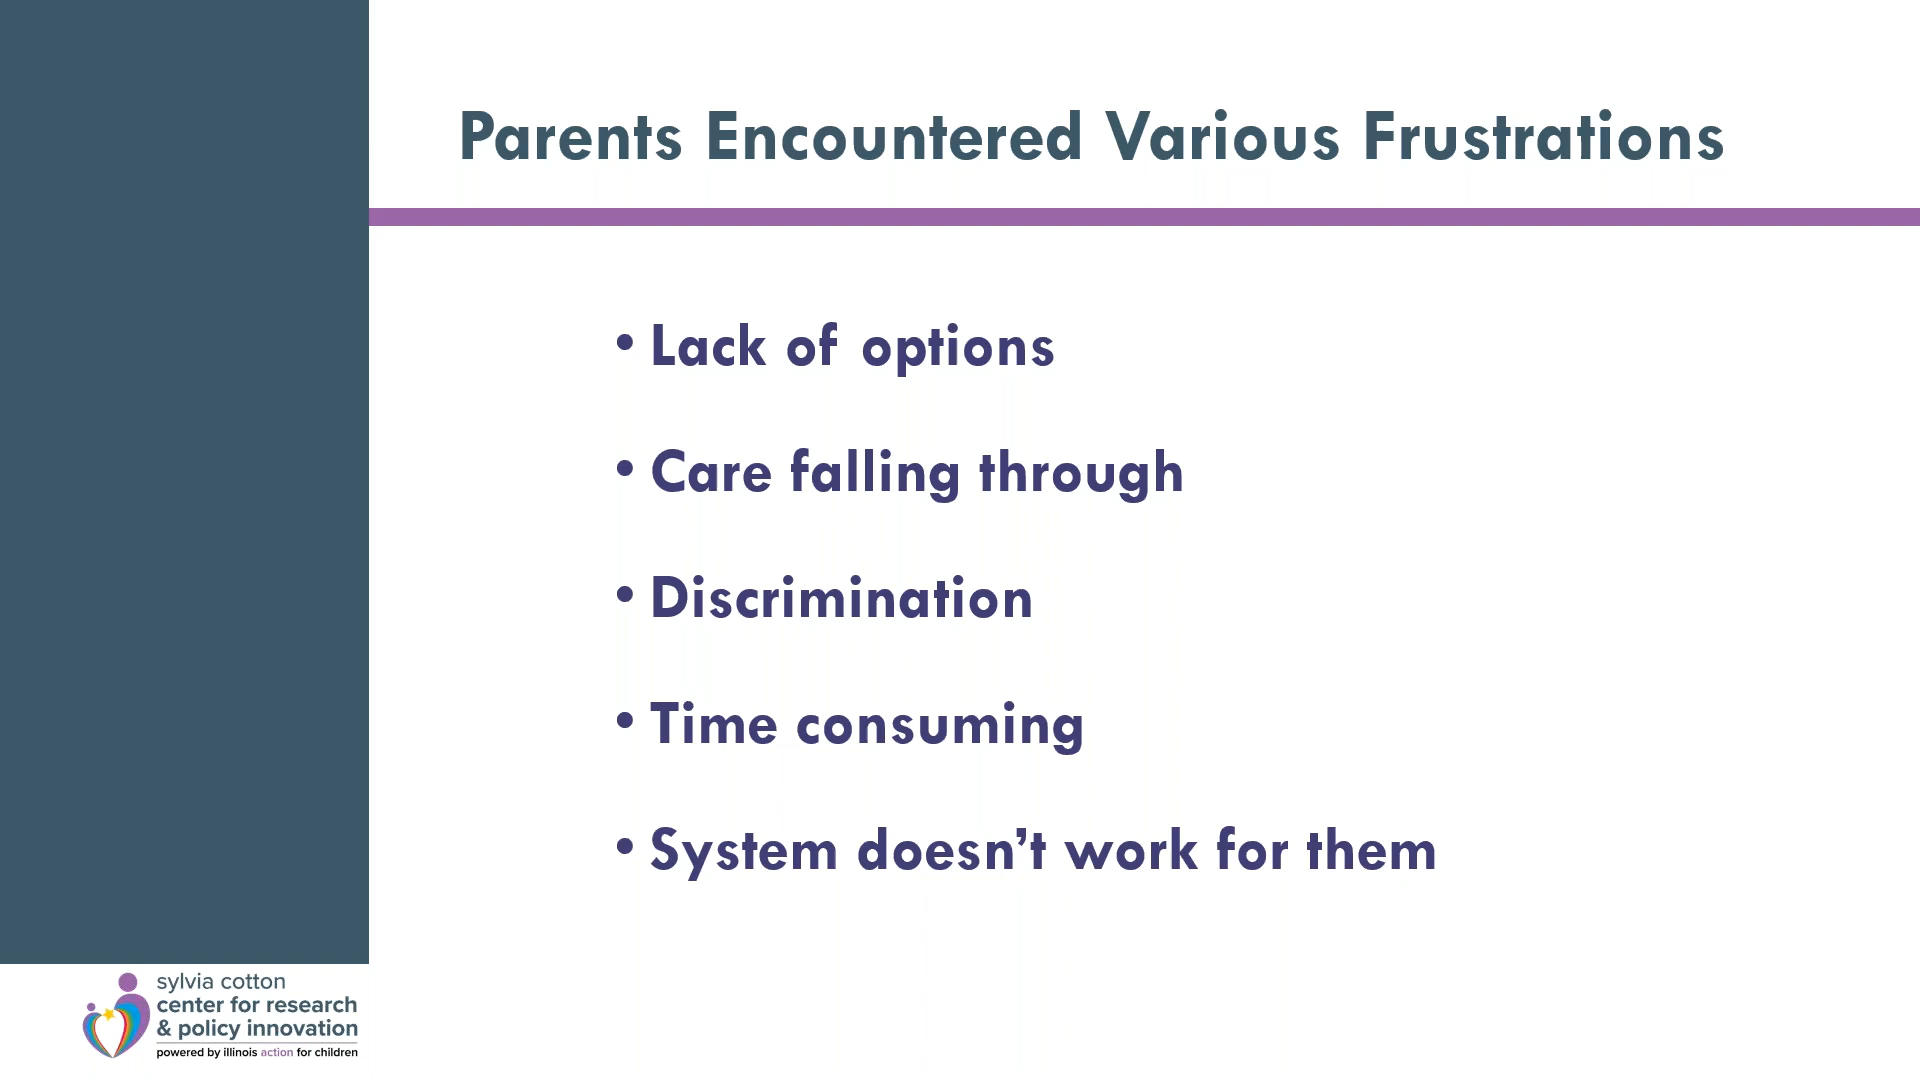 Parents Encountered Various Frustrations
• Lack of options
• Care falling through
• Discrimination
• Time consuming
• System doesn’t work for them
sylvia cotton
center for research
& policy innovation
powered by illinois action for children